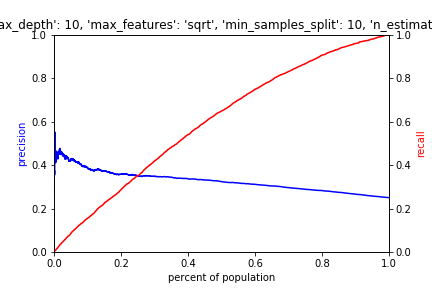 ax_depth': 10, 'max_features': 'sqrt', 'min_samples_split': 10, 'n_estimat
1.0 1.0
0.8 0.8
0.6 0.6
precision recall
0.4 0.4
0.2 0.2
0.0 0.0
0.0 0.2 0.4 0.6 0.8 1.0
percent of population